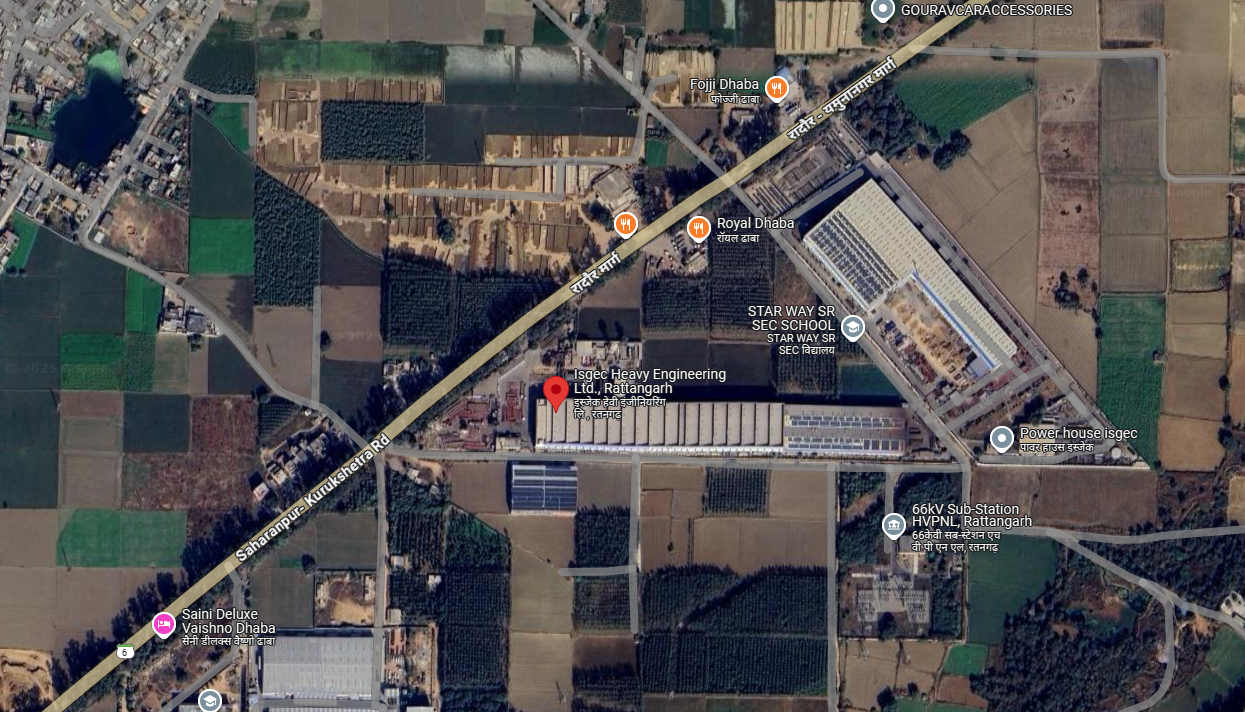 GOURAVCARACCESSORIES
Fojji Dhaba
फोज्जी ढाबा
रादौर - यमुनानगर मार्ग
Royal Dhaba
रॉयल ढाबा
रादौर मार्ग
STAR WAY SR
SEC SCHOOL
STAR WAY SR
SEC विद्यालय
Isgec Heavy Engineering
Ltd., Rattangarh
इस्जेक हेवी इंजीनियरिंग
लि., रतनगढ़
Power house isgec
पावर हाउस इस्जेक
Saharanpur- Kurukshetra Rd
66kV Sub-Station
HVPNL, Rattangarh
66केवी सब-स्टेशन एच
वी पी एन एल, रतनगढ़
Saini Deluxe
Vaishno Dhaba
सैनी डीलक्स वैष्णो ढाबा
6